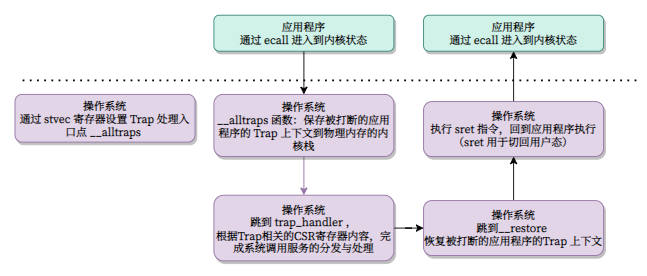 应用程序
通过 ecall 进入到内核状态
应用程序
通过 ecall 进入到内核状态
操作系统
通过 stvec 寄存器设置 Trap 处理入
口点 __alltraps
操作系统
__alltraps 函数：保存被打断的应用
程序的 Trap 上下文到物理内存的内
核栈
操作系统
执行 sret 指令，回到应用程序执行
（sret 用于切回用户态）
操作系统
跳到 trap_handler ，
根据Trap相关的CSR寄存器内容，完
成系统调用服务的分发与处理
操作系统
跳到__restore
恢复被打断的应用程序的Trap 上下文